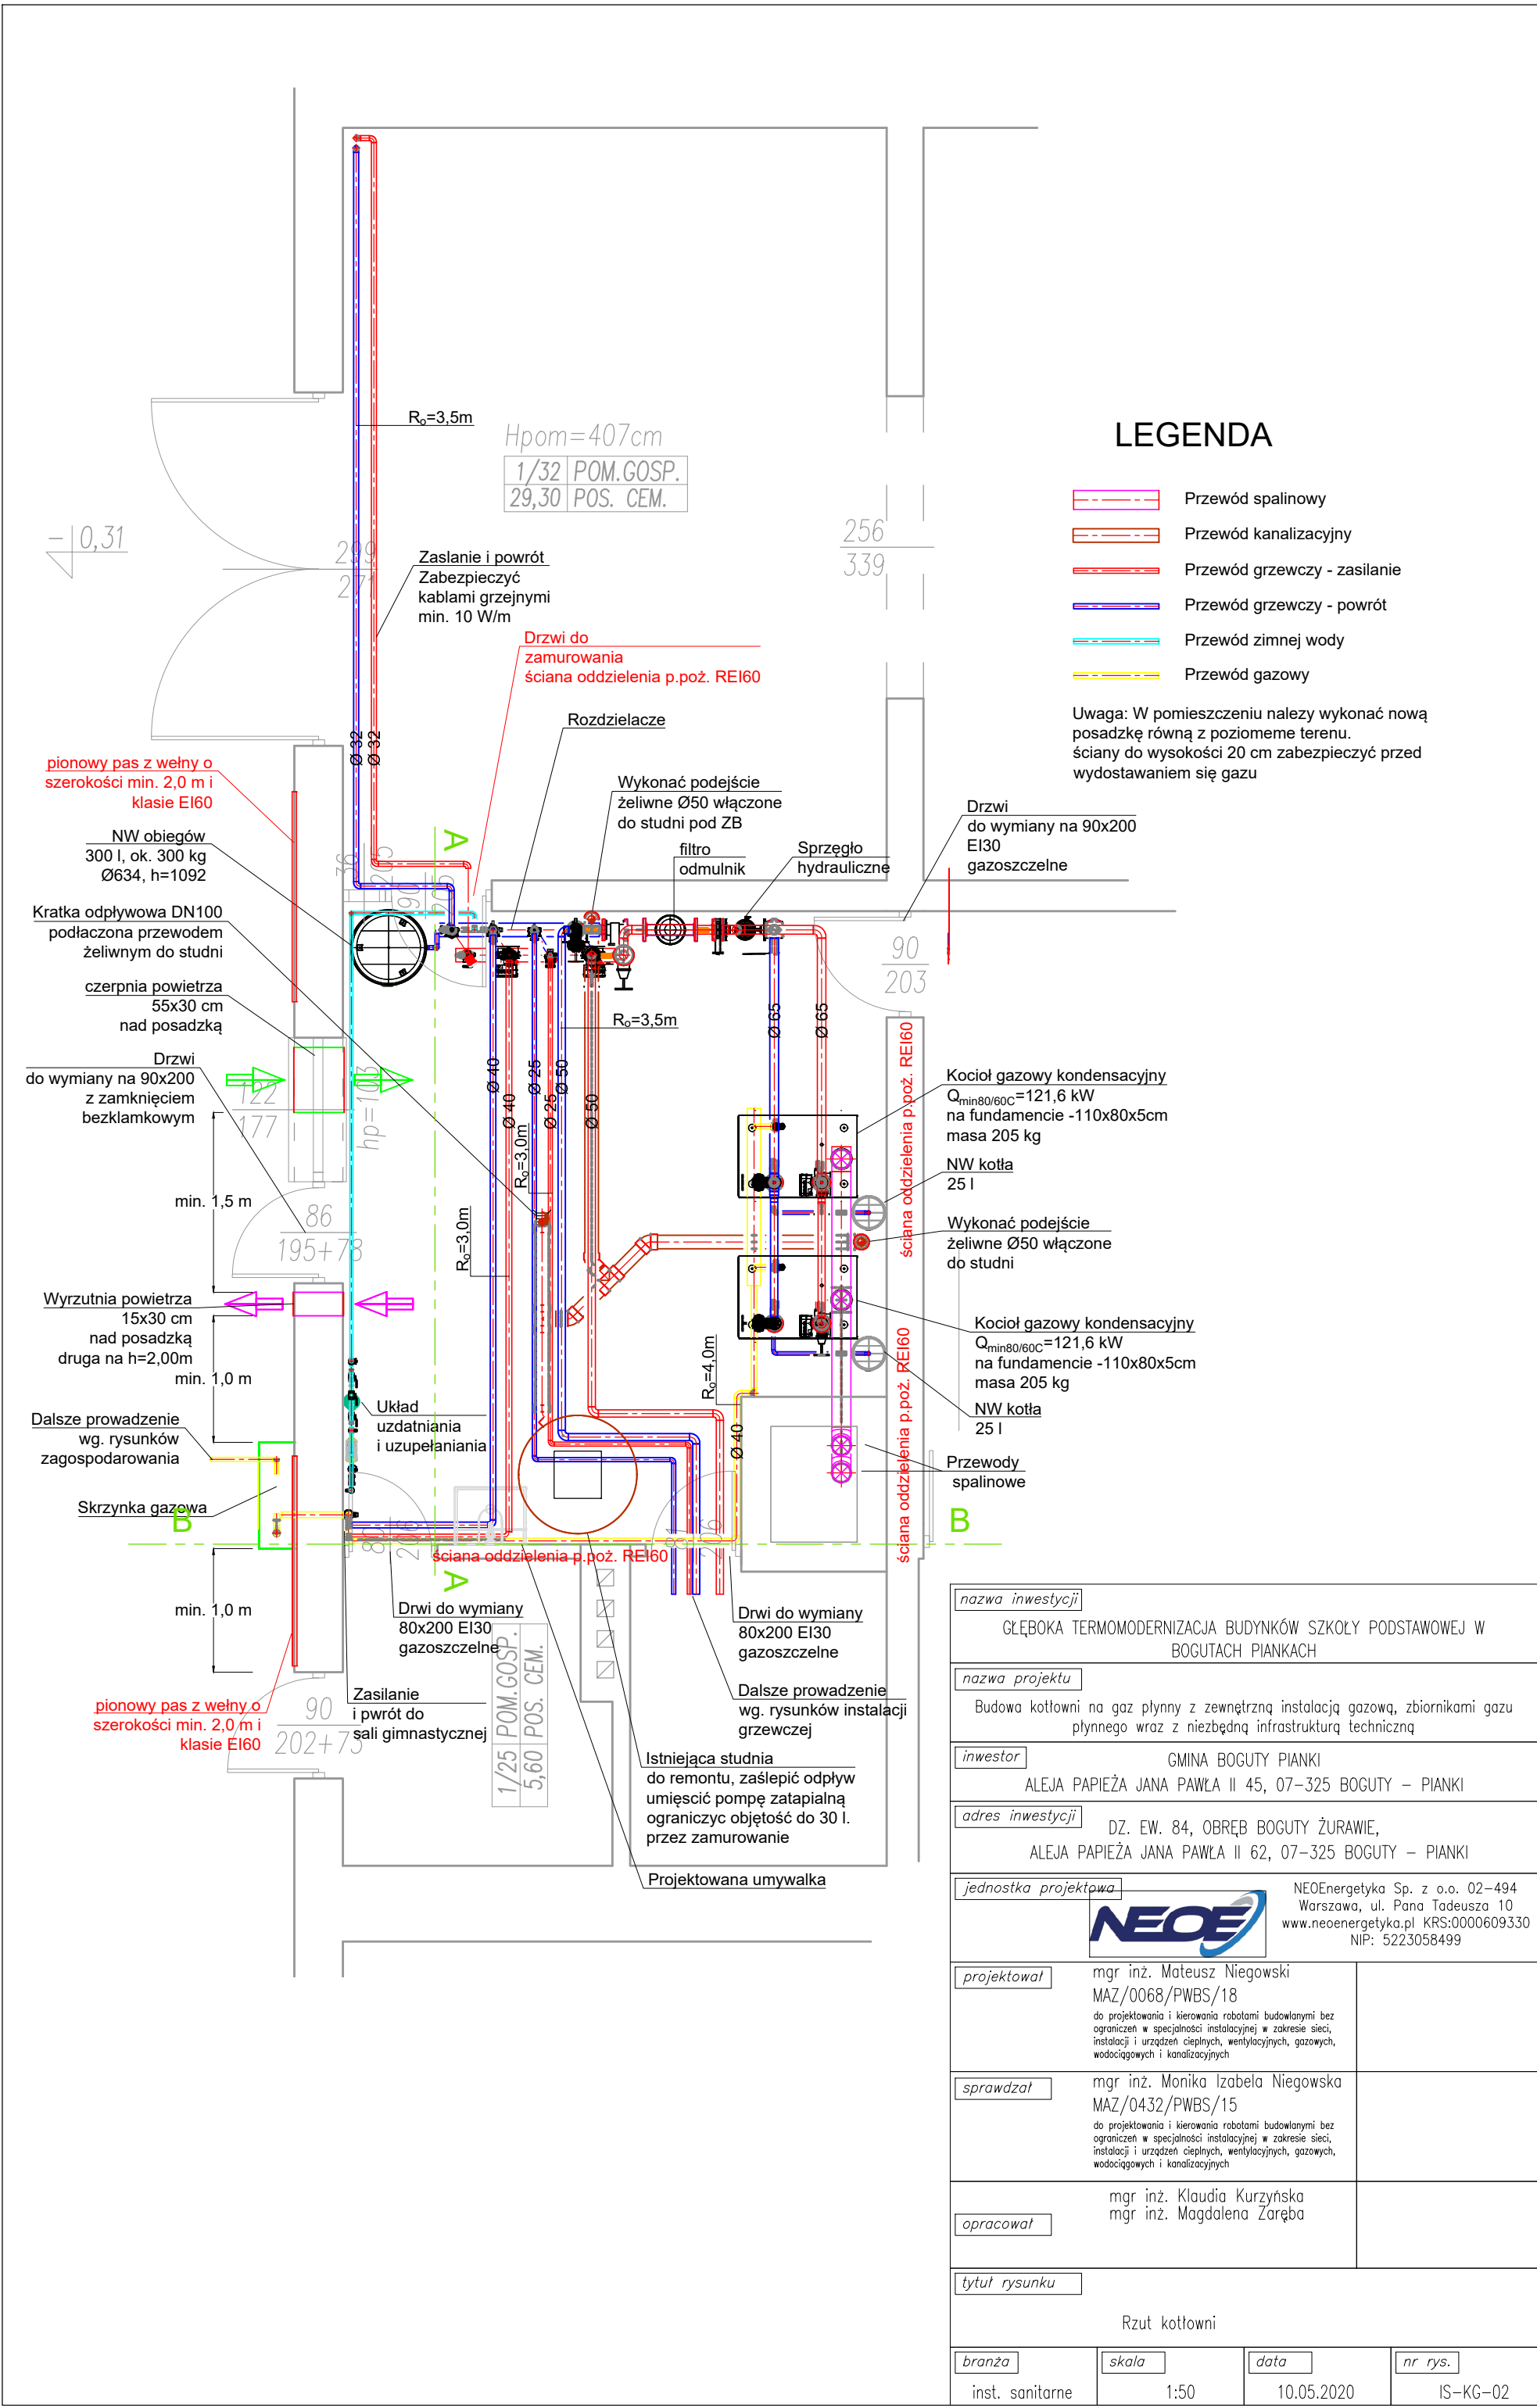 R₀=3,5m
Hpom=407cm
1/32 POM.GOSP.
29,30 POS. CEM.
- 0,31
299
271
256
339
Zaslanie i powrót
Zabezpieczyć
kablami grzejnymi
min. 10 W/m
Drzwi do
zamurowania
ściana oddzielenia p.poż. REI60
Rozdzielacze
Ø 32
Ø 32
LEGENDA
Przewód spalinowy
Przewód kanalizacyjny
Przewód grzewczy - zasilanie
Przewód grzewczy - powrót
Przewód zimnej wody
Przewód gazowy
Uwaga: W pomieszczeniu nalezy wykonać nową
posadzkę równą z poziomeme terenu.
ściany do wysokości 20 cm zabezpieczyć przed
wydostawaniem się gazu
pionowy pas z wełny o
szerokości min. 2,0 m i
klasie EI60
NW obiegów
300 l, ok. 300 kg
Ø634, h=1092
Kratka odpływowa DN100
podłaczona przewodem
żeliwnym do studni
czerpnia powietrza
55x30 cm
nad posadzką
Drzwi
do wymiany na 90x200
z zamknięciem
bezklamkowym
Wykonać podejście
żeliwne Ø50 włączone
do studni pod ZB
filtro
odmulnik
Sprzęgło
hydrauliczne
Drzwi
do wymiany na 90x200
EI30
gazoszczelne
A
90
203
R₀=3,5m
Ø 65
Ø 65
Ø 40
Ø 40
Ø 25
Ø 25
Ø 50
Ø 50
122
177
hp=103
R₀=3,0m
R₀=3,0m
ściana oddzielenia p.poż. REI60
Kocioł gazowy kondensacyjny
Qmin80/60C=121,6 kW
na fundamencie -110x80x5cm
masa 205 kg
NW kotła
25 l
Wykonać podejście
żeliwne Ø50 włączone
do studni
min. 1,5 m
86
195+78
Wyrzutnia powietrza
15x30 cm
nad posadzką
druga na h=2,00m
min. 1,0 m
Dalsze prowadzenie
wg. rysunków
zagospodarowania
Skrzynka gazowa
B
Układ
uzdatniania
i uzupełaniania
R₀=4,0m
Ø 40
ściana oddzielenia p.poż. REI60
Kocioł gazowy kondensacyjny
Qmin80/60C=121,6 kW
na fundamencie -110x80x5cm
masa 205 kg
NW kotła
25 l
Przewody
spalinowe
B
ściana oddzielenia p.poż. REI60
A
min. 1,0 m
Drwi do wymiany
80x200 EI30
gazoszczelne
1/25 POM.GOSP.
5,60 POS. CEM.
Drwi do wymiany
80x200 EI30
gazoszczelne
Zasilanie
i pwrót do
sali gimnastycznej
Dalsze prowadzenie
wg. rysunków instalacji
grzewczej
pionowy pas z wełny o
szerokości min. 2,0 m i
klasie EI60
90
202+75
Istniejąca studnia
do remontu, zaślepić odpływ
umięscić pompę zatapialną
ograniczyc objętość do 30 l.
przez zamurowanie
Projektowana umywalka
nazwa inwestycji
GŁĘBOKA TERMOMODERNIZACJA BUDYNKÓW SZKOŁY PODSTAWOWEJ W
BOGUTACH PIANKACH
nazwa projektu
Budowa kotłowni na gaz płynny z zewnętrzną instalacją gazową, zbiornikami gazu
płynnego wraz z niezbędną infrastrukturą techniczną
inwestor
GMINA BOGUTY PIANKI
ALEJA PAPIEŻA JANA PAWŁA II 45, 07-325 BOGUTY - PIANKI
adres inwestycji
DZ. EW. 84, OBRĘB BOGUTY ŻURAWIE,
ALEJA PAPIEŻA JANA PAWŁA II 62, 07-325 BOGUTY - PIANKI
jednostka projektowa
NEOE
NEOEnergetyka Sp. z o.o. 02-494
Warszawa, ul. Pana Tadeusza 10
www.neoenergetyka.pl KRS:0000609330
NIP: 5223058499
projektował
mgr inż. Mateusz Niegowski
MAZ/0068/PWBS/18
do projektowania i kierowania robotami budowlanymi bez
ograniczeń w specjalności instalacyjnej w zakresie sieci,
instalacji i urządzeń cieplnych, wentylacyjnych, gazowych,
wodociągowych i kanalizacyjnych
sprawdzał
mgr inż. Monika Izabela Niegowska
MAZ/0432/PWBS/15
do projektowania i kierowania robotami budowlanymi bez
ograniczeń w specjalności instalacyjnej w zakresie sieci,
instalacji i urządzeń cieplnych, wentylacyjnych, gazowych,
wodociągowych i kanalizacyjnych
opracował
mgr inż. Klaudia Kurzyńska
mgr inż. Magdalena Zaręba
tytuł rysunku
Rzut kotłowni
branża
inst. sanitarne
skala
1:50
data
10.05.2020
nr rys.
IS-KG-02